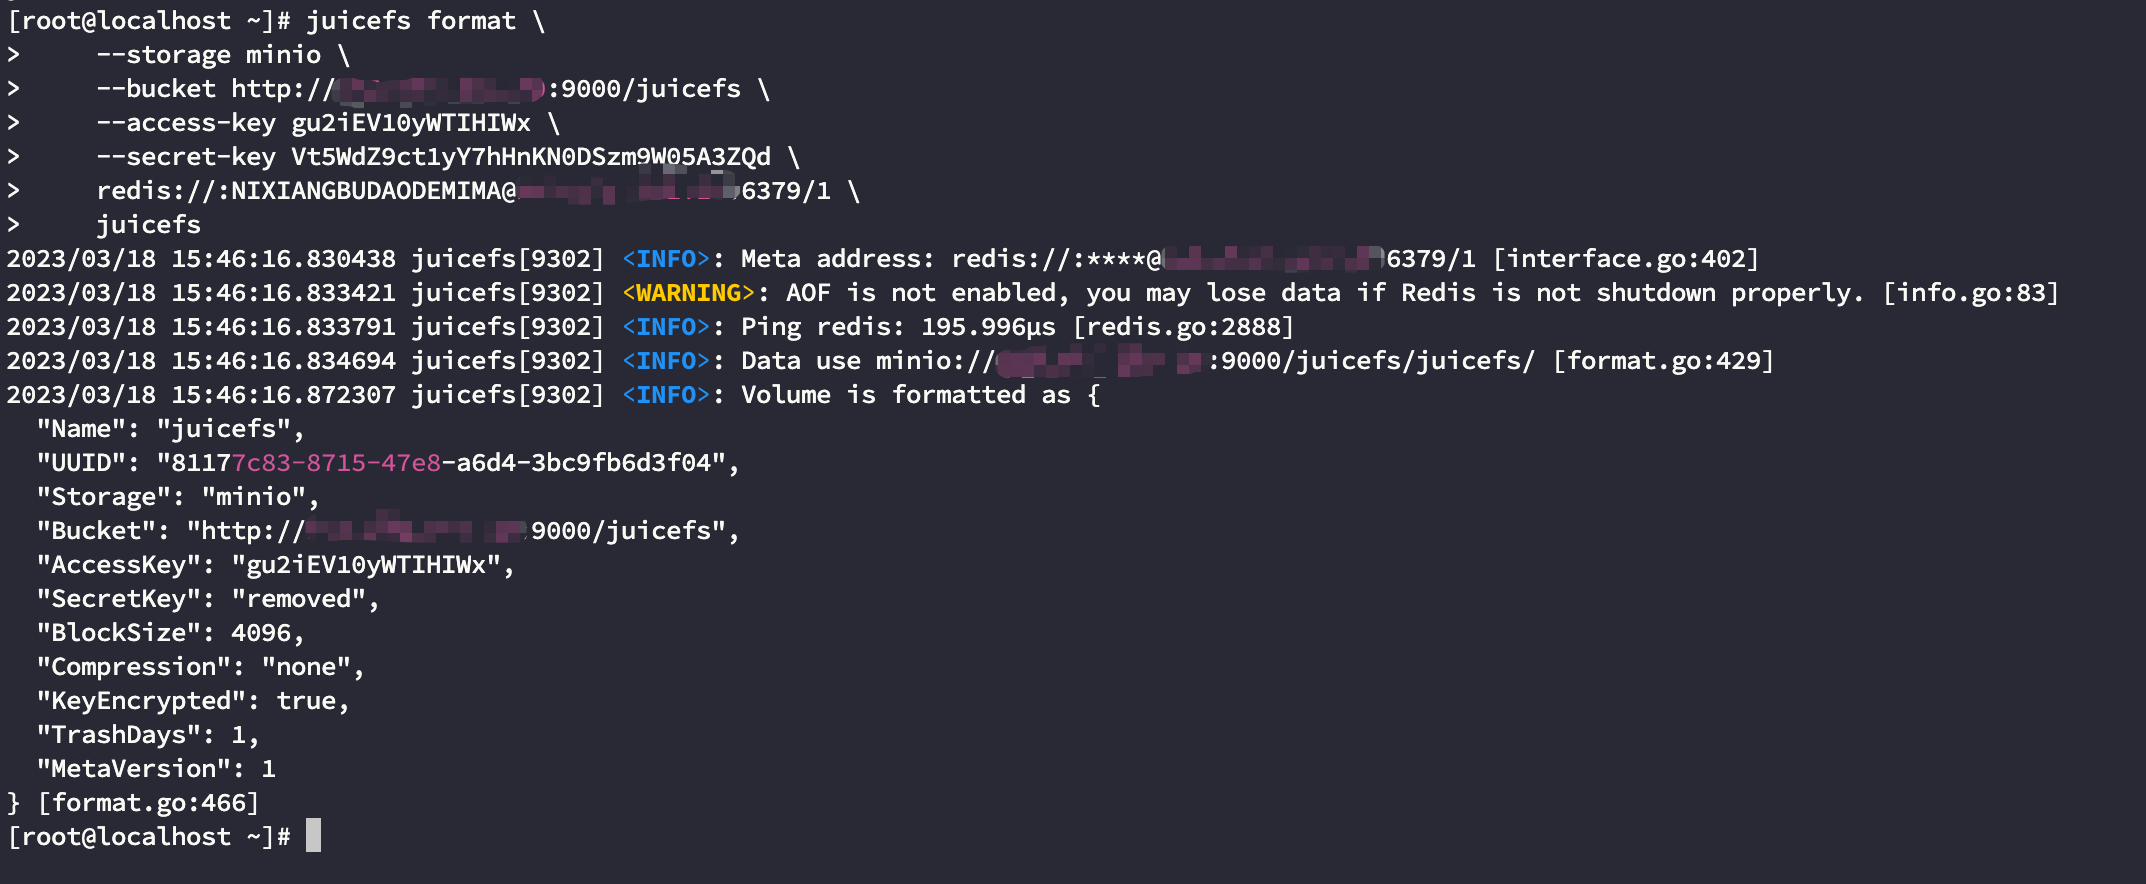 [root@localhost ~]# juicefs format \
>     --storage minio \
>     --bucket http://:9000/juicefs \
>     --access-key gu2iEV10yWTIHIWx \
>     --secret-key Vt5WdZ9ct1yY7hHnKN0DSzm9W05A3ZQd \
>     redis://:NIXIANGBUDAODEMIMA@6379/1 \
>     juicefs
2023/03/18 15:46:16.830438 juicefs[9302] <INFO>: Meta address: redis://:****@6379/1 [interface.go:402]
2023/03/18 15:46:16.833421 juicefs[9302] <WARNING>: AOF is not enabled, you may lose data if Redis is not shutdown properly. [info.go:83]
2023/03/18 15:46:16.833791 juicefs[9302] <INFO>: Ping redis: 195.996µs [redis.go:2888]
2023/03/18 15:46:16.834694 juicefs[9302] <INFO>: Data use minio://:9000/juicefs/juicefs/ [format.go:429]
2023/03/18 15:46:16.872307 juicefs[9302] <INFO>: Volume is formatted as {
  "Name": "juicefs",
  "UUID": "81177c83-8715-47e8-a6d4-3bc9fb6d3f04",
  "Storage": "minio",
  "Bucket": "http://9000/juicefs",
  "AccessKey": "gu2iEV10yWTIHIWx",
  "SecretKey": "removed",
  "BlockSize": 4096,
  "Compression": "none",
  "KeyEncrypted": true,
  "TrashDays": 1,
  "MetaVersion": 1
} [format.go:466]
[root@localhost ~]#